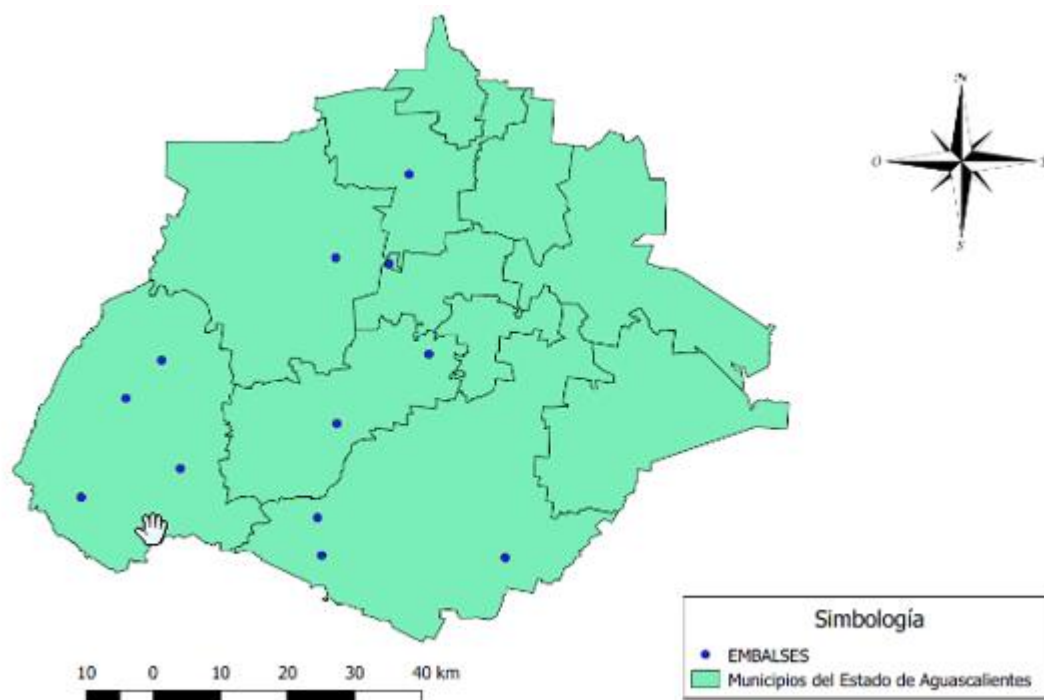 N
O
S
Simbología
EMBALSES
Municipios del Estado de Aguascalientes
10 0 10 20 30 40 km